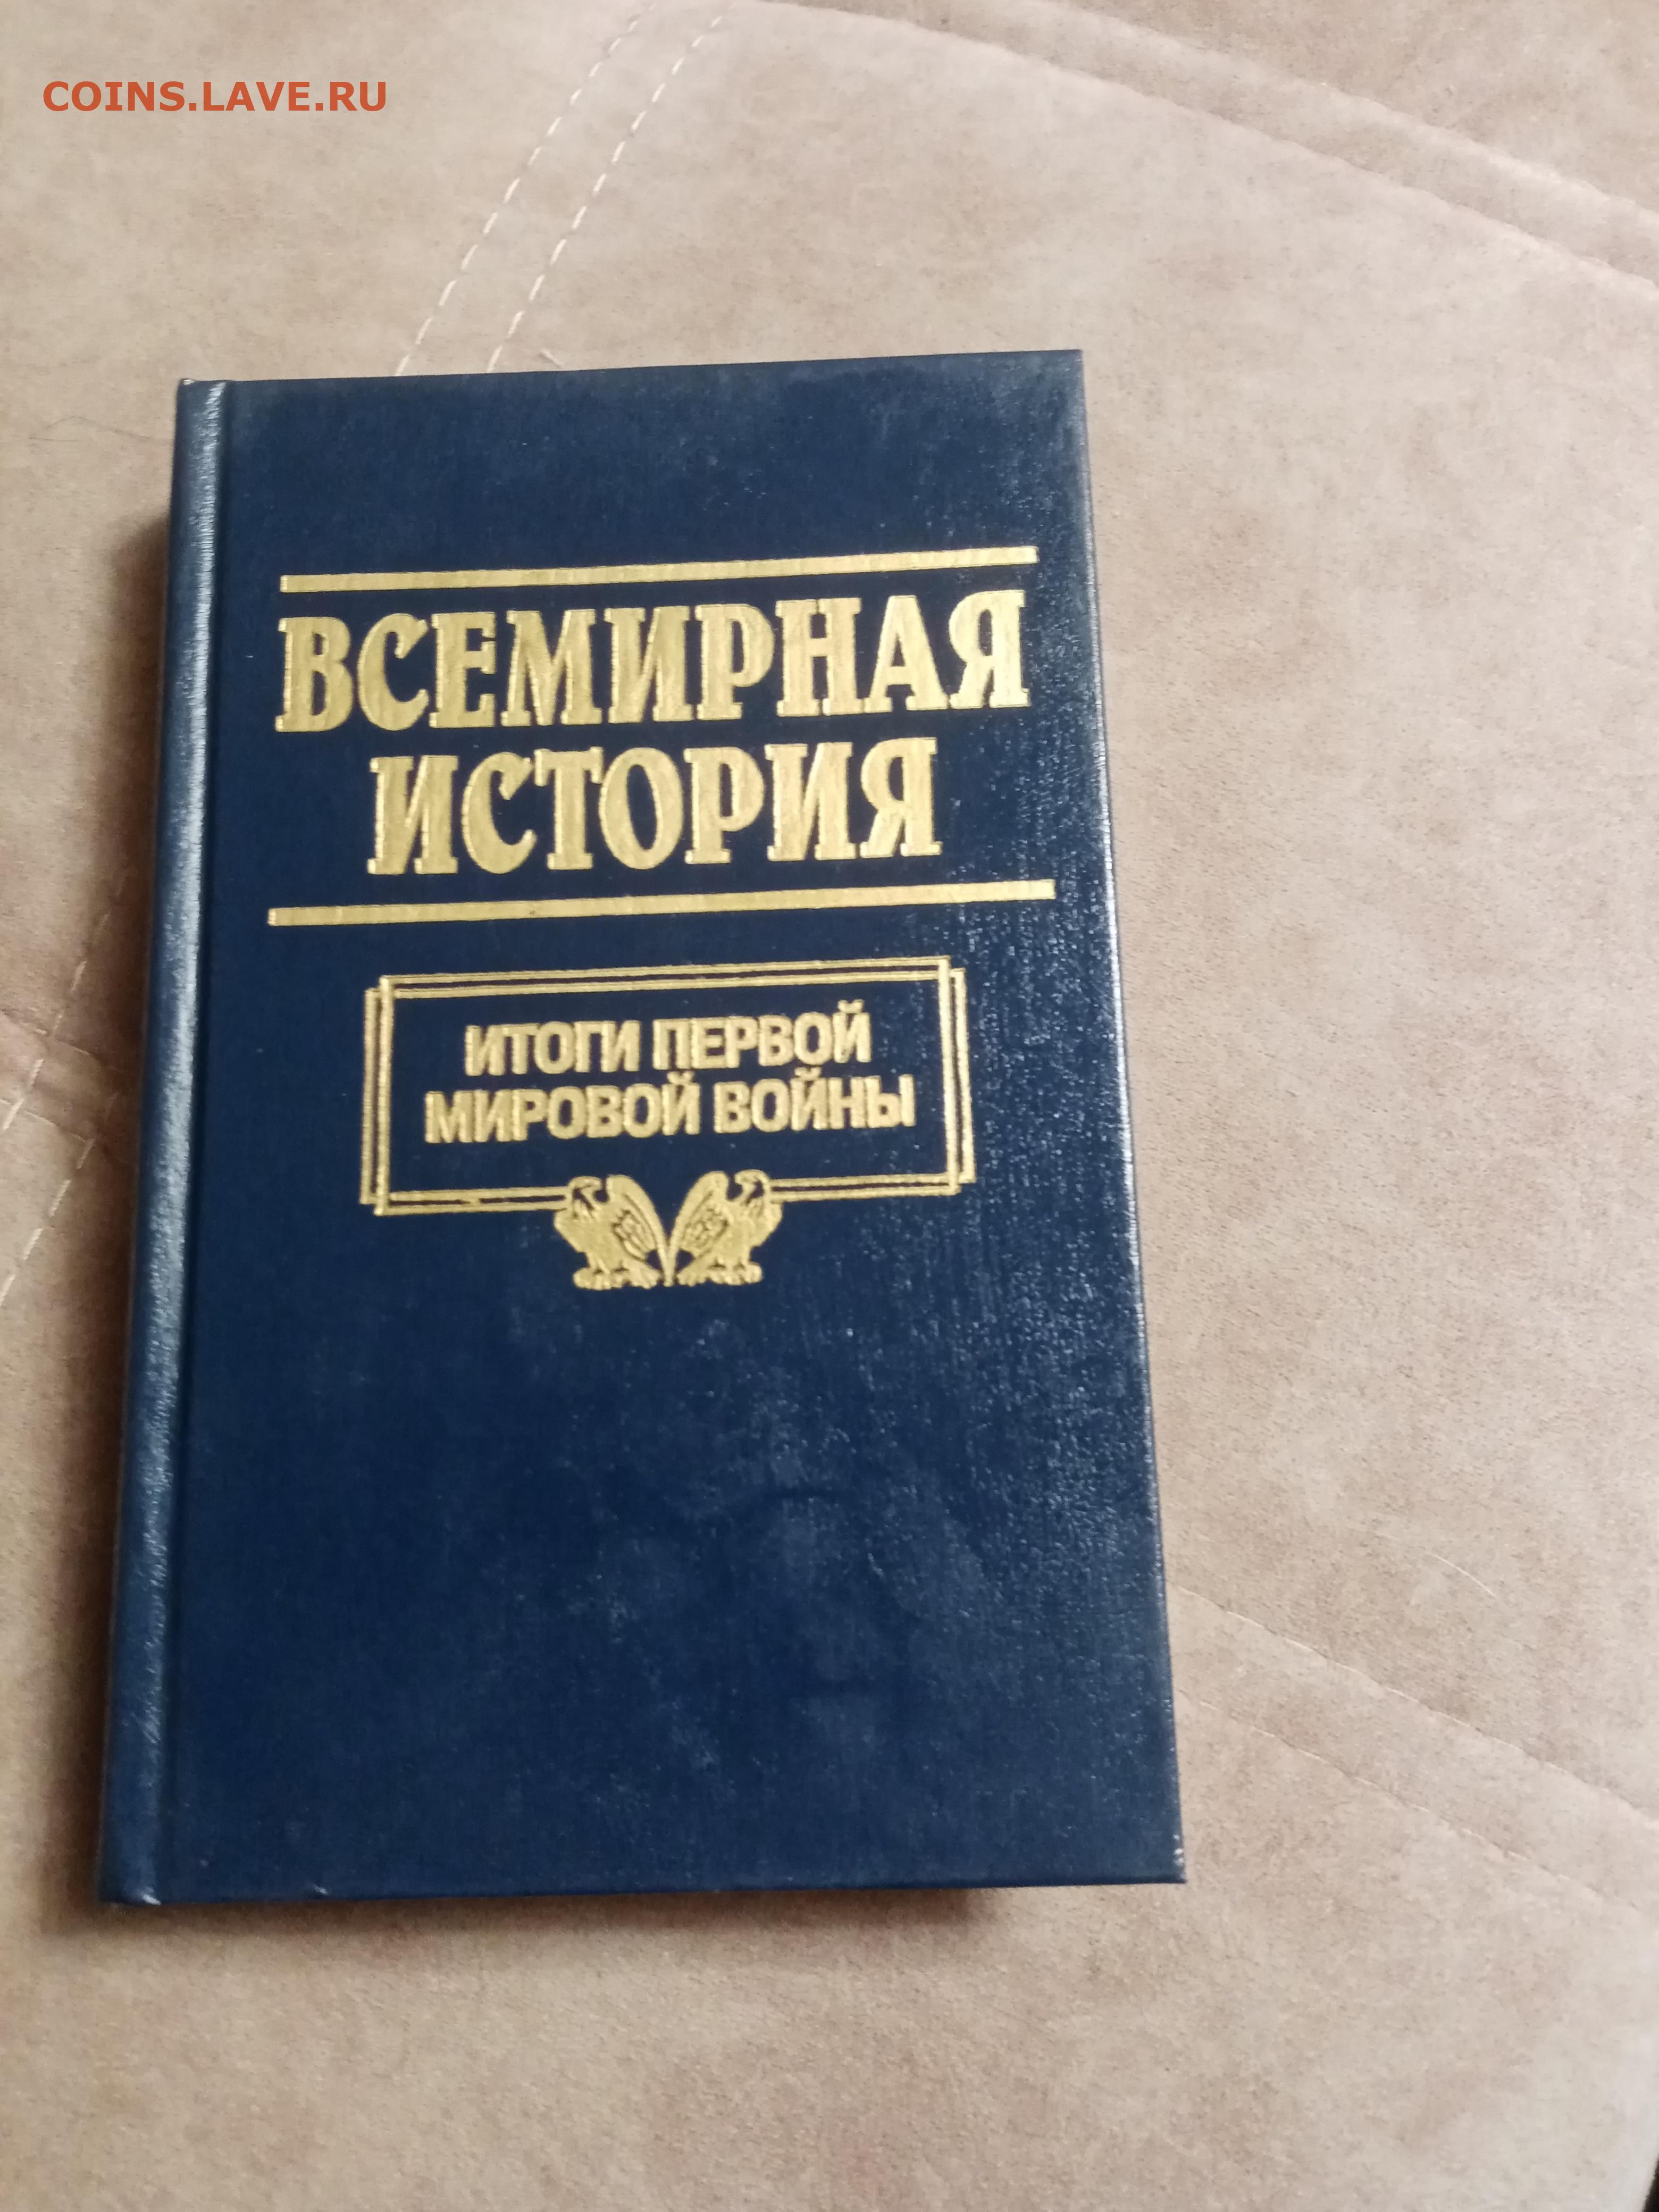 COINS.LAVE.RU
ВСЕМИРНАЯ
ИСТОРИЯ
ИТОГИ ПЕРВОЙ
МИРОВОЙ ВОЙНЫ